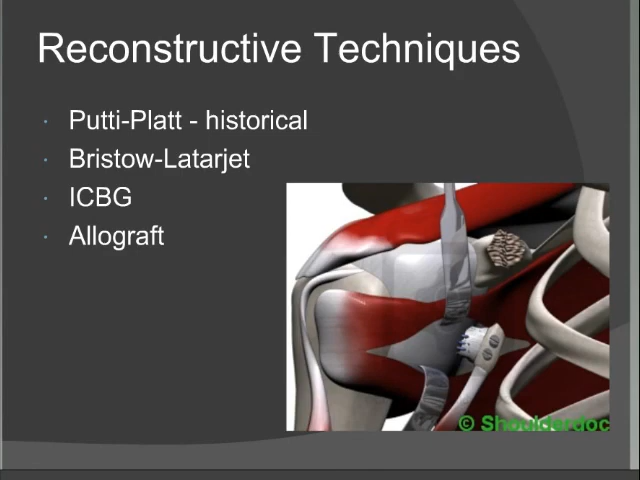 Reconstructive Techniques
· Putti-Platt - historical
· Bristow-Latarjet
· ICBG
· Allograft
© Shoulderdoc